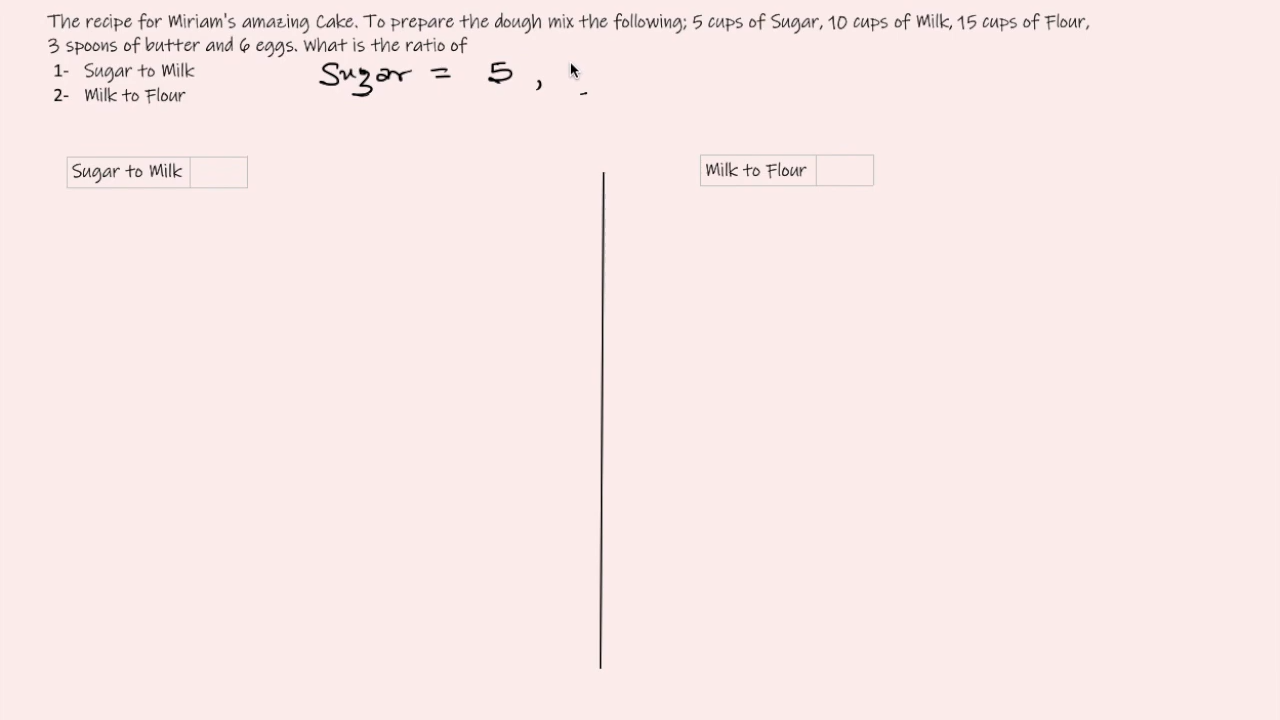 The recipe for Miriam's amazing Cake. To prepare the dough mix the following; 5 cups of Sugar, 10 cups of Milk, 15 cups of Flour,
3 spoons of butter and 6 eggs. What is the ratio of
1- Sugar to Milk
2- Milk to Flour
Sugar = 5 ,
Sugar to Milk
Milk to Flour